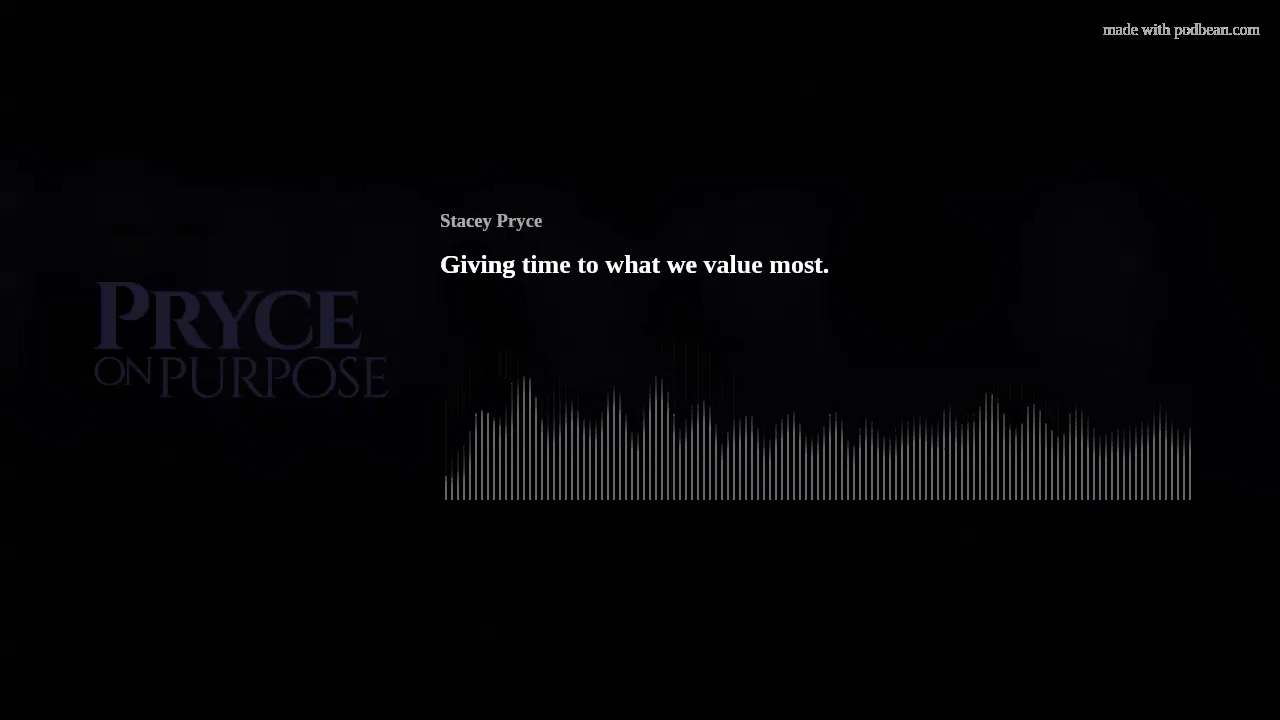 made with podbean.com
Stacey Pryce
Giving time to what we value most.
PRYCE
ON PURPOSE